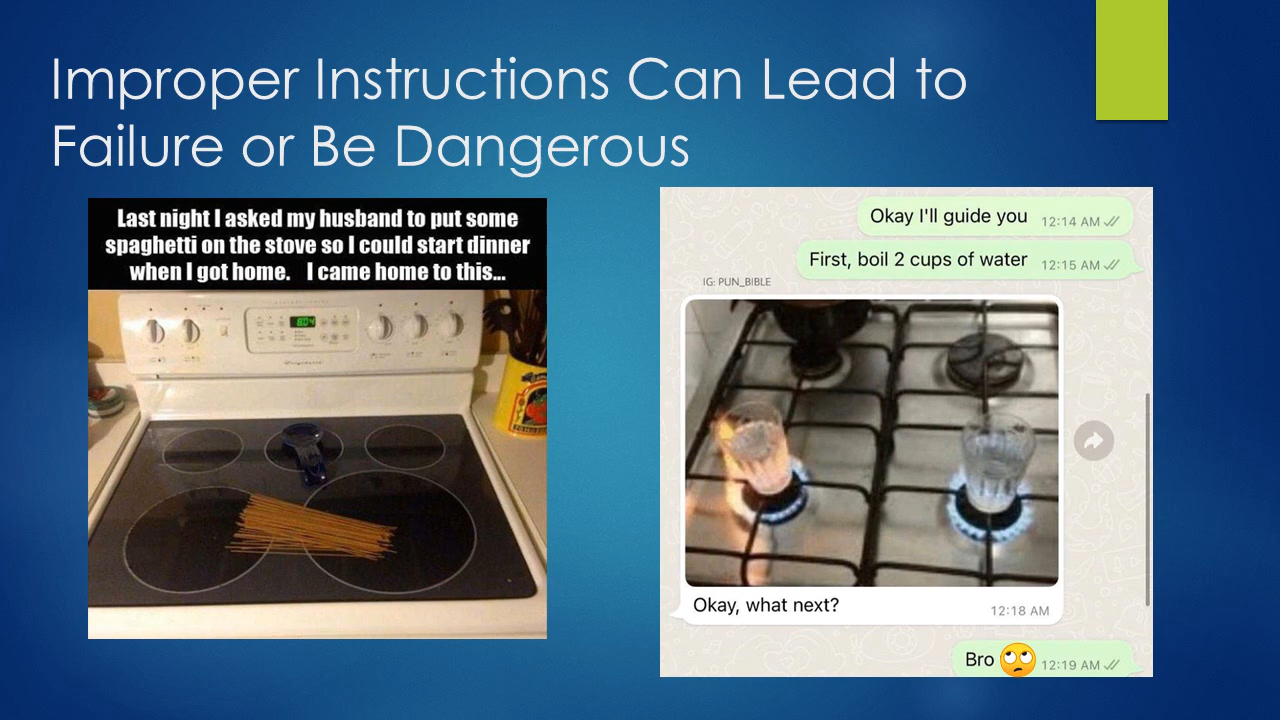 Improper Instructions Can Lead to
Failure or Be Dangerous
Last night I asked my husband to put some
spaghetti on the stove so I could start dinner
when I got home. I came home to this...
8:04
Okay I'll guide you 12:14 AM
First, boil 2 cups of water 12:15 AM
IG: PUN_BIBLE
Okay, what next? 12:18 AM
Bro 🙄 12:19 AM